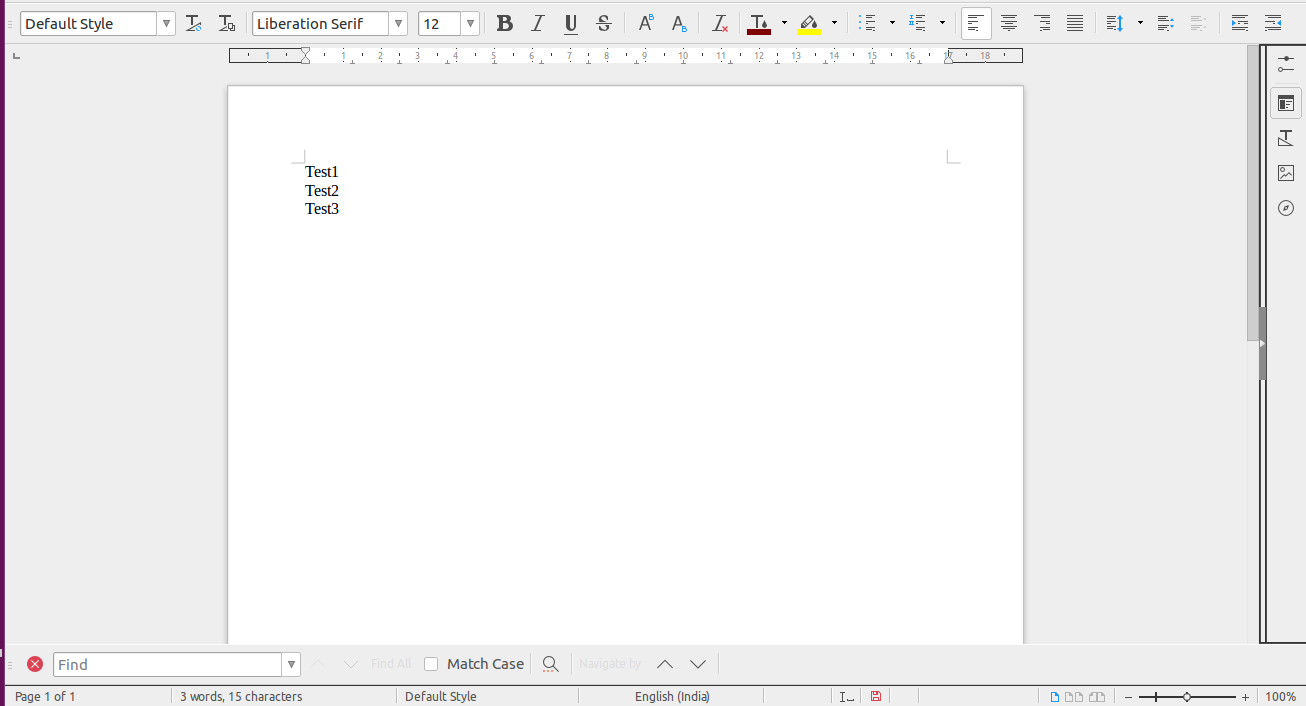 Default Style Liberation Serif 12
1 1 2 3 4 5 6 7 8 9 10 11 12 13 14 15 16 17 18
Test1
Test2
Test3
Find Find All Match Case Navigate by
Page 1 of 1 3 words, 15 characters Default Style English (India) 100%